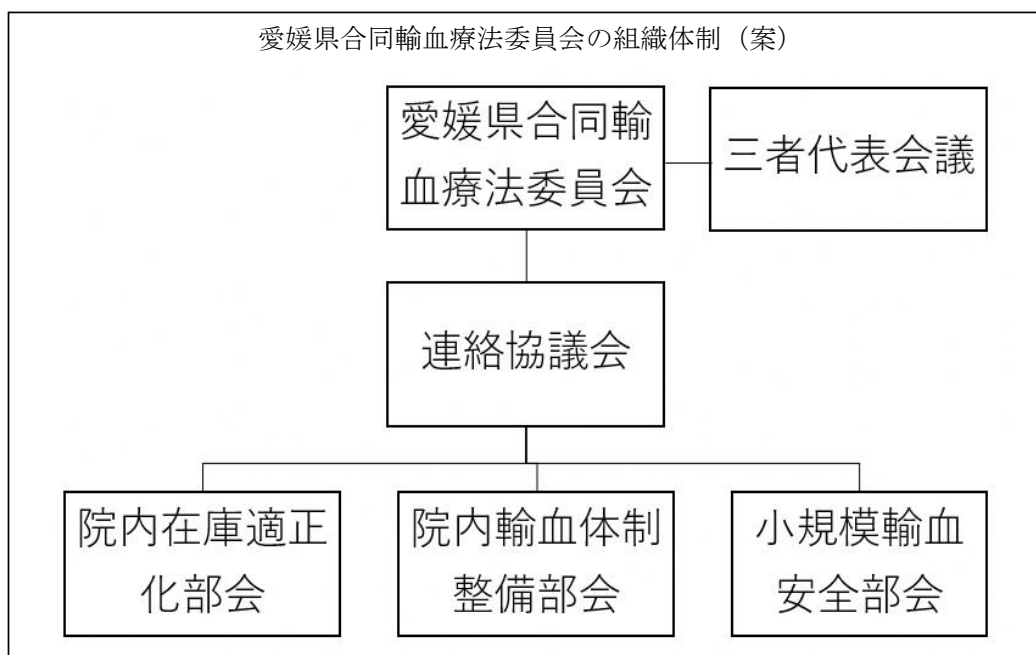 愛媛県合同輸血療法委員会の組織体制（案）
愛媛県合同輸
血療法委員会
三者代表会議
連絡協議会
院内在庫適正
化部会
院内輸血体制
整備部会
小規模輸血
安全部会